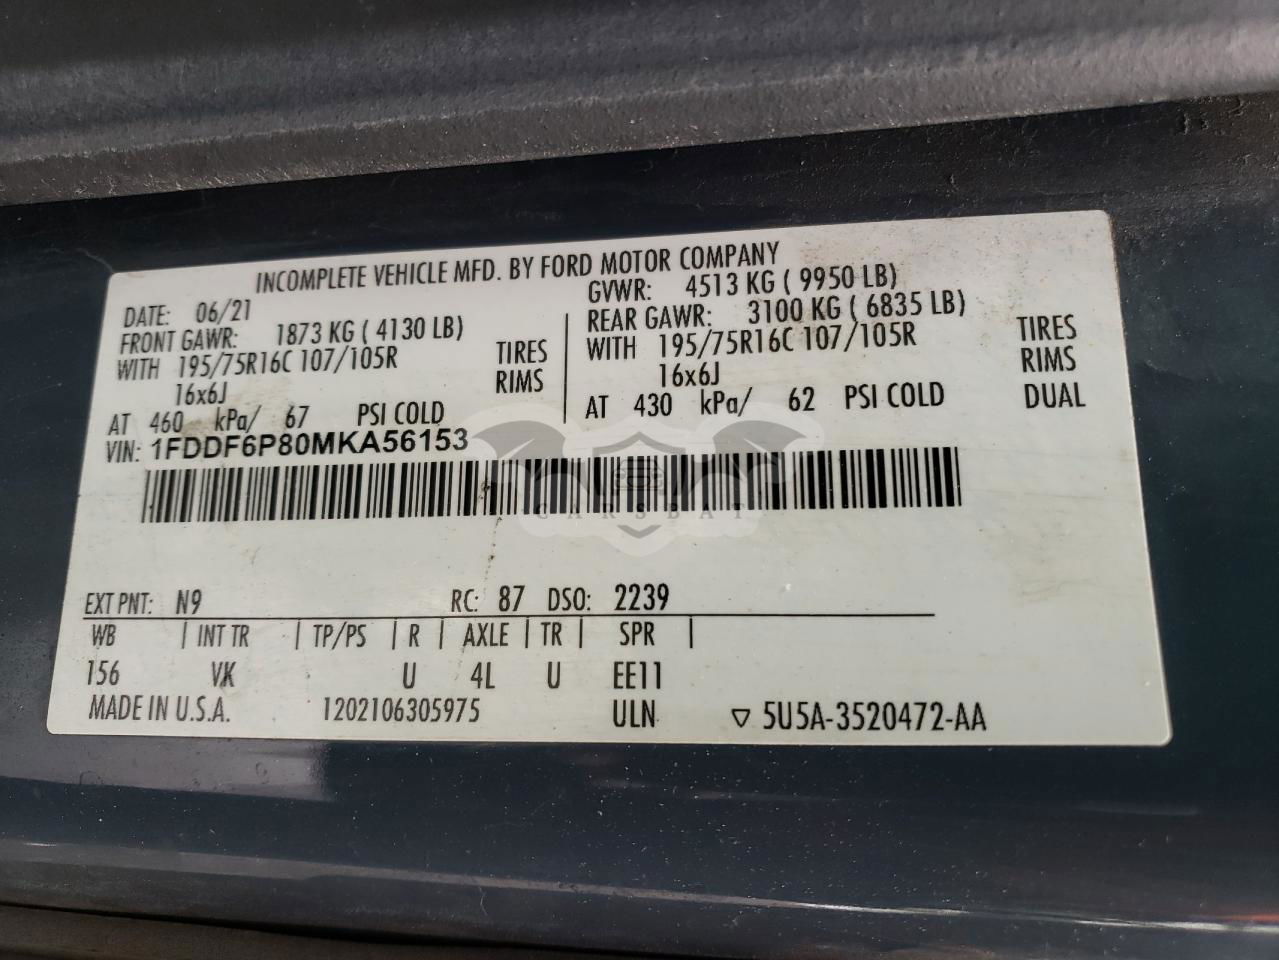 INCOMPLETE VEHICLE MFD. BY FORD MOTOR COMPANY
DATE: 06/21
GVWR: 4513 KG ( 9950 LB)
FRONT GAWR: 1873 KG ( 4130 LB)
REAR GAWR: 3100 KG ( 6835 LB)
WITH 195/75R16C 107/105R TIRES
WITH 195/75R16C 107/105R TIRES
16x6J RIMS
16x6J RIMS
AT 460 kPa/ 67 PSI COLD
AT 430 kPa/ 62 PSI COLD DUAL
VIN: 1FDDF6P80MKA56153
CARSBAT
EXT PNT: N9 RC: 87 DSO: 2239
WB | INT TR | TP/PS | R | AXLE | TR | SPR |
156 VK U 4L U EE11
MADE IN U.S.A. 1202106305975 ULN ▽ 5U5A-3520472-AA